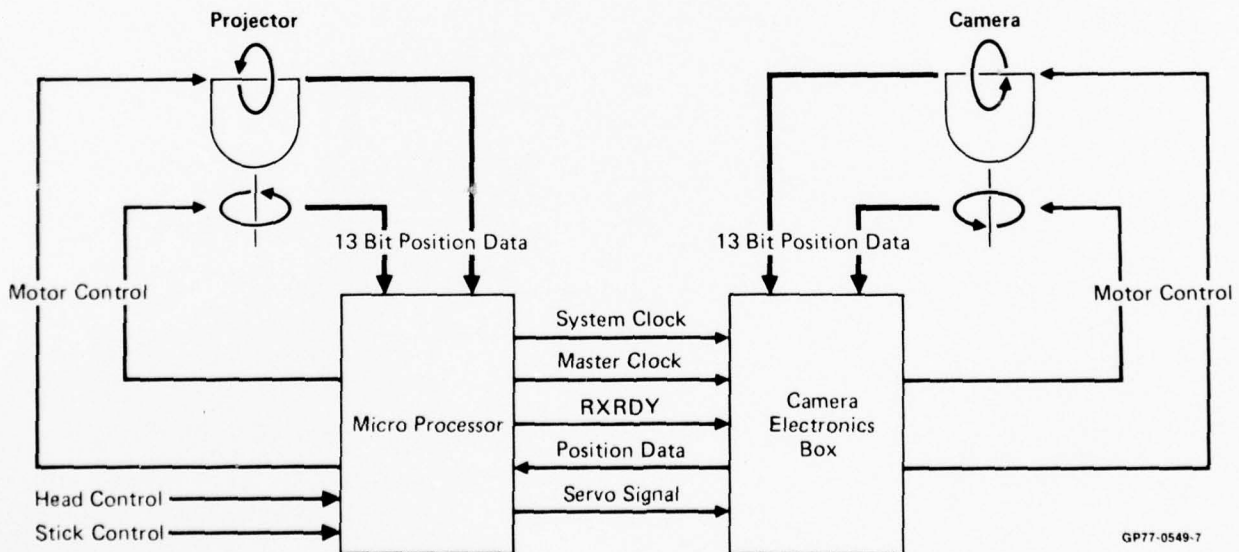 Projector
Camera
13 Bit Position Data
13 Bit Position Data
Motor Control
Motor Control
System Clock
Master Clock
RXRDY
Micro Processor
Camera
Electronics
Box
Position Data
Servo Signal
Head Control
Stick Control
GP77-0549-7